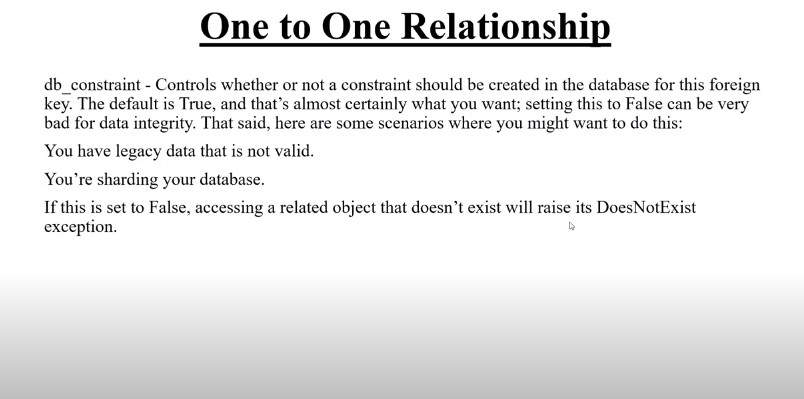 One to One Relationship
db_constraint - Controls whether or not a constraint should be created in the database for this foreign
key. The default is True, and that’s almost certainly what you want; setting this to False can be very
bad for data integrity. That said, here are some scenarios where you might want to do this:
You have legacy data that is not valid.
You’re sharding your database.
If this is set to False, accessing a related object that doesn’t exist will raise its DoesNotExist
exception.